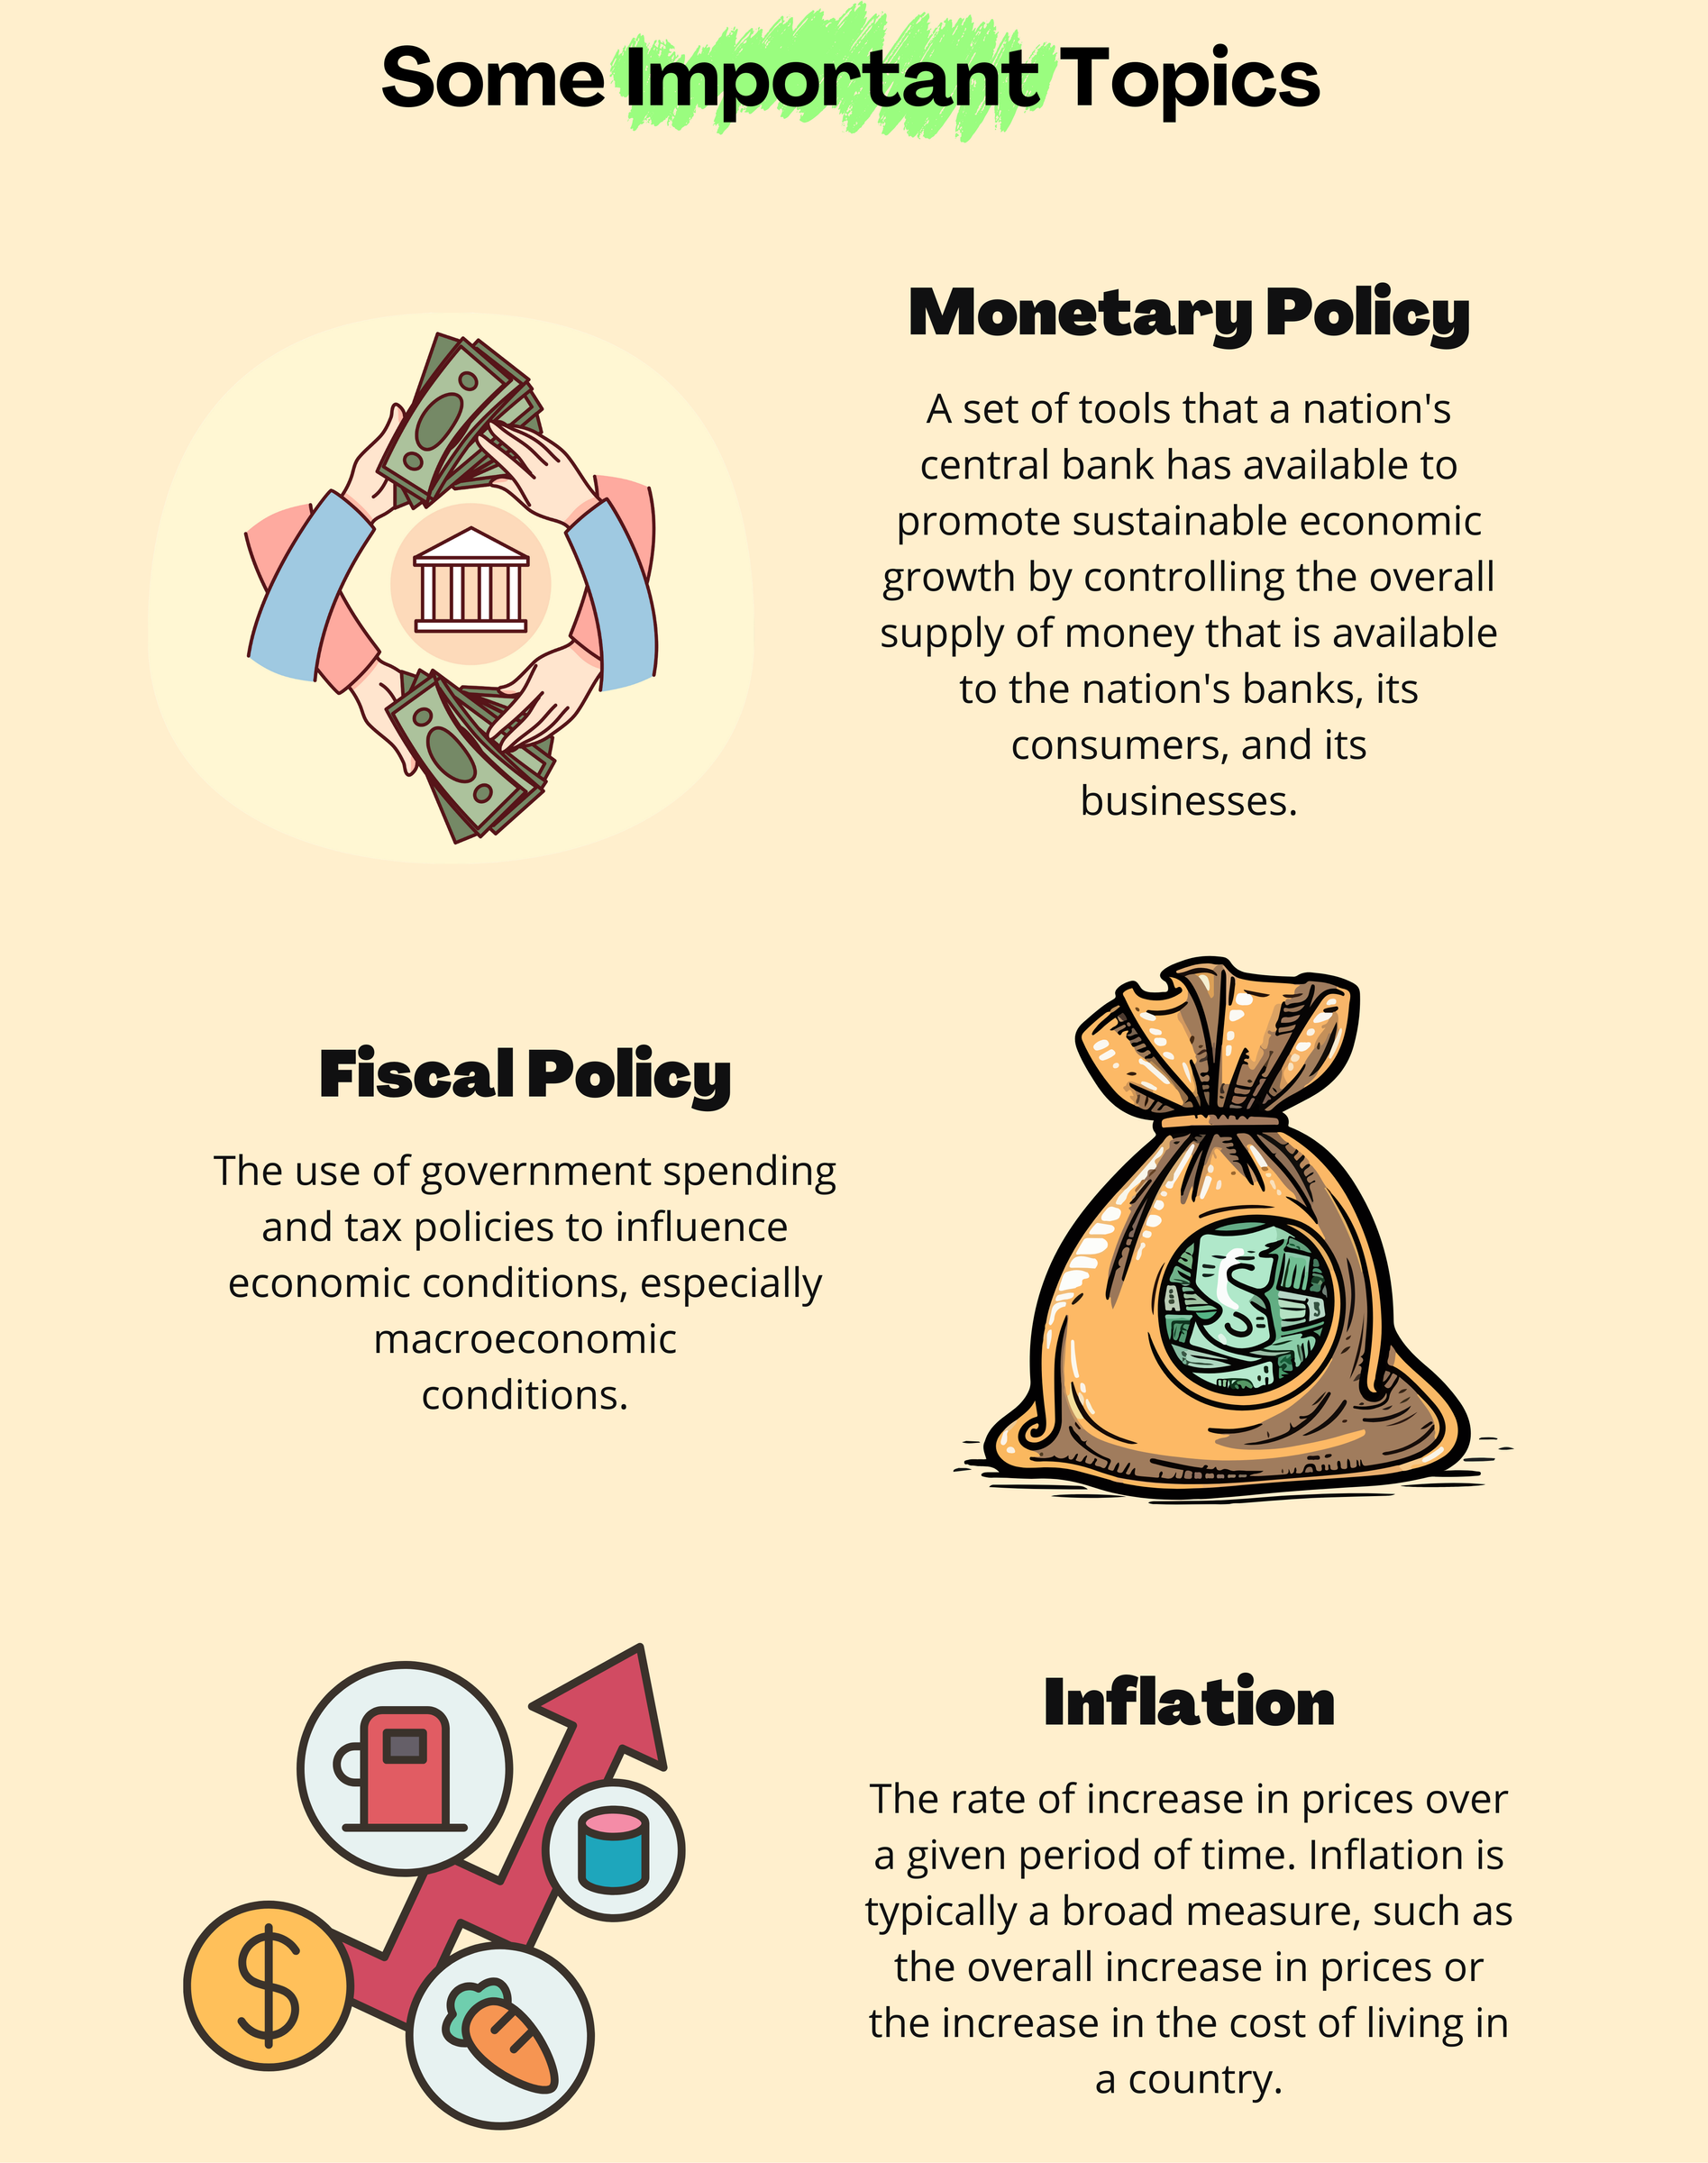 Some Important Topics
Monetary Policy
A set of tools that a nation's
central bank has available to
promote sustainable economic
growth by controlling the overall
supply of money that is available
to the nation's banks, its
consumers, and its
businesses.
Fiscal Policy
The use of government spending
and tax policies to influence
economic conditions, especially
macroeconomic
conditions.
Inflation
The rate of increase in prices over
a given period of time. Inflation is
typically a broad measure, such as
the overall increase in prices or
the increase in the cost of living in
a country.